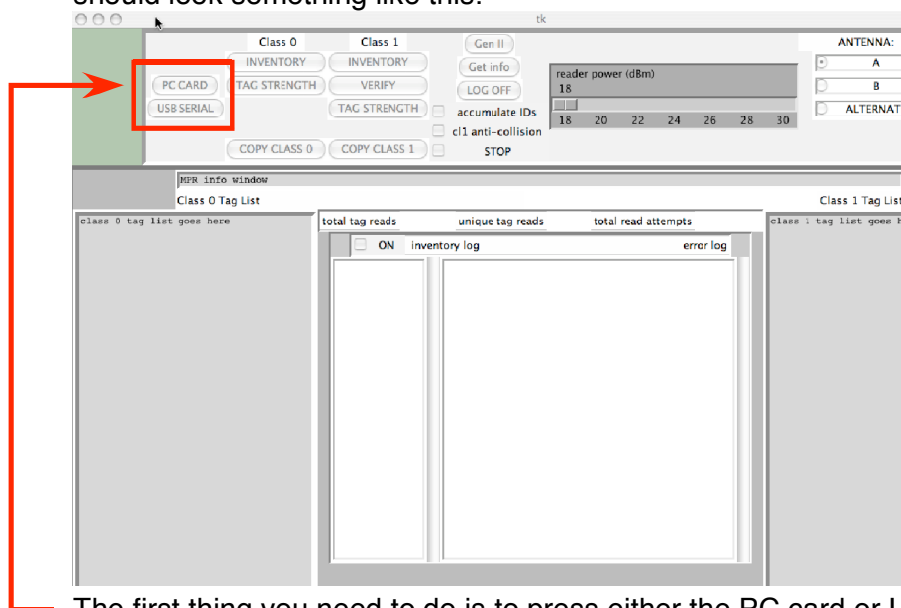 should look something like this:
tk
Class 0 Class 1 Gen II ANTENNA:
INVENTORY INVENTORY Get info A
PC CARD TAG STRENGTH VERIFY LOG OFF reader power (dBm) B
18
USB SERIAL TAG STRENGTH accumulate IDs ALTERNAT
18 20 22 24 26 28 30
cl1 anti-collision
COPY CLASS 0 COPY CLASS 1 STOP
MPR info window
Class 0 Tag List Class 1 Tag List
class 0 tag list goes here total tag reads unique tag reads total read attempts class 1 tag list goes
ON inventory log error log
The first thing you need to do is to press either the PC card or